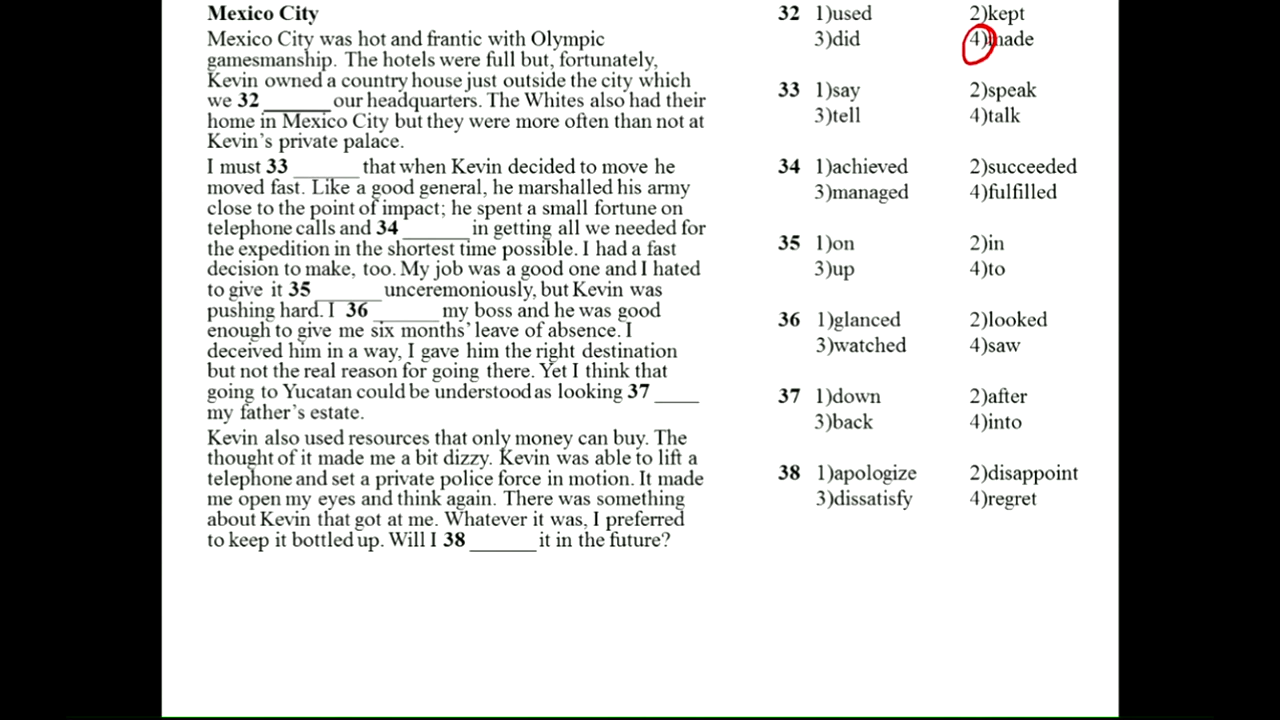 Mexico City
Mexico City was hot and frantic with Olympic
gamesmanship. The hotels were full but, fortunately,
Kevin owned a country house just outside the city which
we 32 ______ our headquarters. The Whites also had their
home in Mexico City but they were more often than not at
Kevin's private palace.
I must 33 ______ that when Kevin decided to move he
moved fast. Like a good general, he marshalled his army
close to the point of impact; he spent a small fortune on
telephone calls and 34 ______ in getting all we needed for
the expedition in the shortest time possible. I had a fast
decision to make, too. My job was a good one and I hated
to give it 35 ______ unceremoniously, but Kevin was
pushing hard. I 36 ______ my boss and he was good
enough to give me six months' leave of absence. I
deceived him in a way, I gave him the right destination
but not the real reason for going there. Yet I think that
going to Yucatan could be understood as looking 37 ____
my father's estate.
Kevin also used resources that only money can buy. The
thought of it made me a bit dizzy. Kevin was able to lift a
telephone and set a private police force in motion. It made
me open my eyes and think again. There was something
about Kevin that got at me. Whatever it was, I preferred
to keep it bottled up. Will I 38 ______ it in the future?
32 1)used 2)kept
3)did 4)made
33 1)say 2)speak
3)tell 4)talk
34 1)achieved 2)succeeded
3)managed 4)fulfilled
35 1)on 2)in
3)up 4)to
36 1)glanced 2)looked
3)watched 4)saw
37 1)down 2)after
3)back 4)into
38 1)apologize 2)disappoint
3)dissatisfy 4)regret